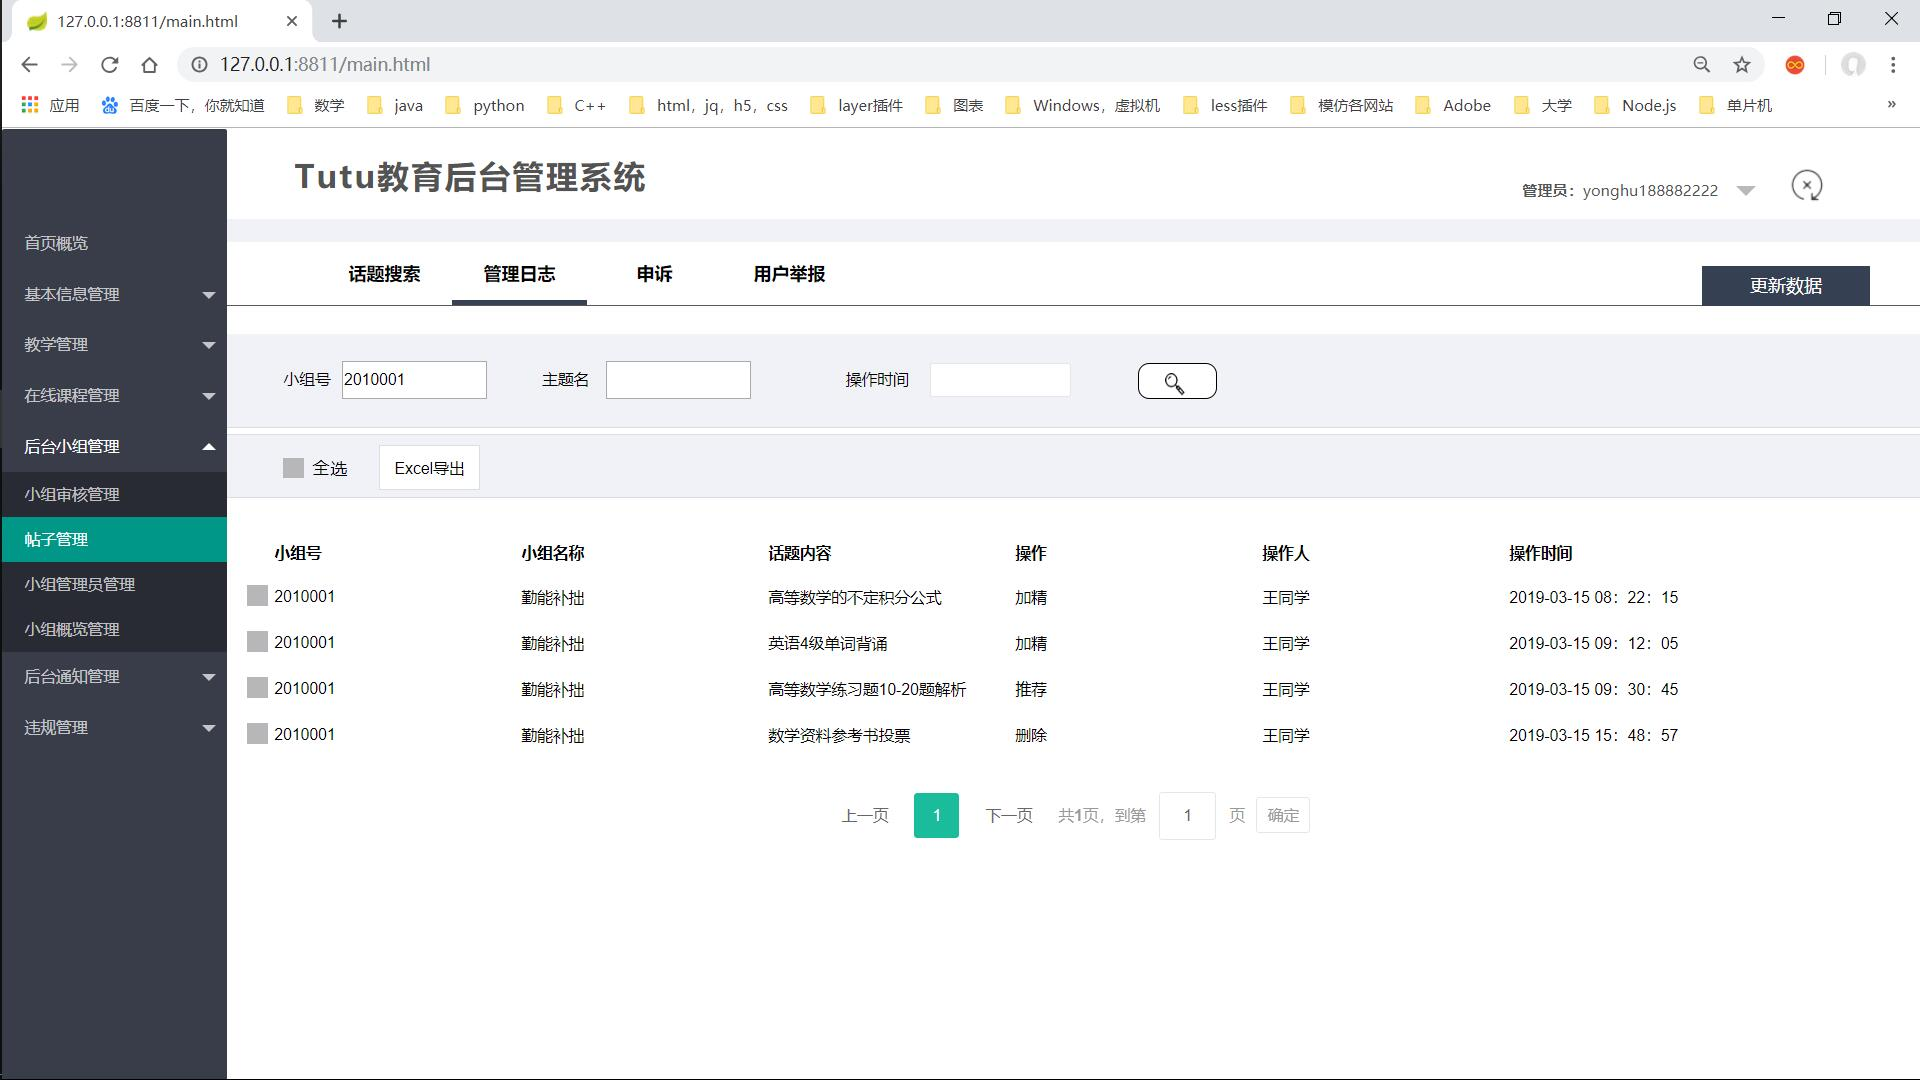 127.0.0.1:8811/main.html
127.0.0.1:8811/main.html
应用 百度一下，你就知道 数学 java python C++ html，jq，h5，css layer插件 图表 Windows，虚拟机 less插件 模仿各网站 Adobe 大学 Node.js 单片机 »
Tutu教育后台管理系统
管理员：yonghu188882222
首页概览
基本信息管理
教学管理
在线课程管理
后台小组管理
小组审核管理
帖子管理
小组管理员管理
小组概览管理
后台通知管理
违规管理
话题搜索 管理日志 申诉 用户举报 更新数据
小组号 2010001 主题名 操作时间
全选 Excel导出
小组号 小组名称 话题内容 操作 操作人 操作时间
2010001 勤能补拙 高等数学的不定积分公式 加精 王同学 2019-03-15 08：22：15
2010001 勤能补拙 英语4级单词背诵 加精 王同学 2019-03-15 09：12：05
2010001 勤能补拙 高等数学练习题10-20题解析 推荐 王同学 2019-03-15 09：30：45
2010001 勤能补拙 数学资料参考书投票 删除 王同学 2019-03-15 15：48：57
上一页 1 下一页 共1页，到第 1 页 确定